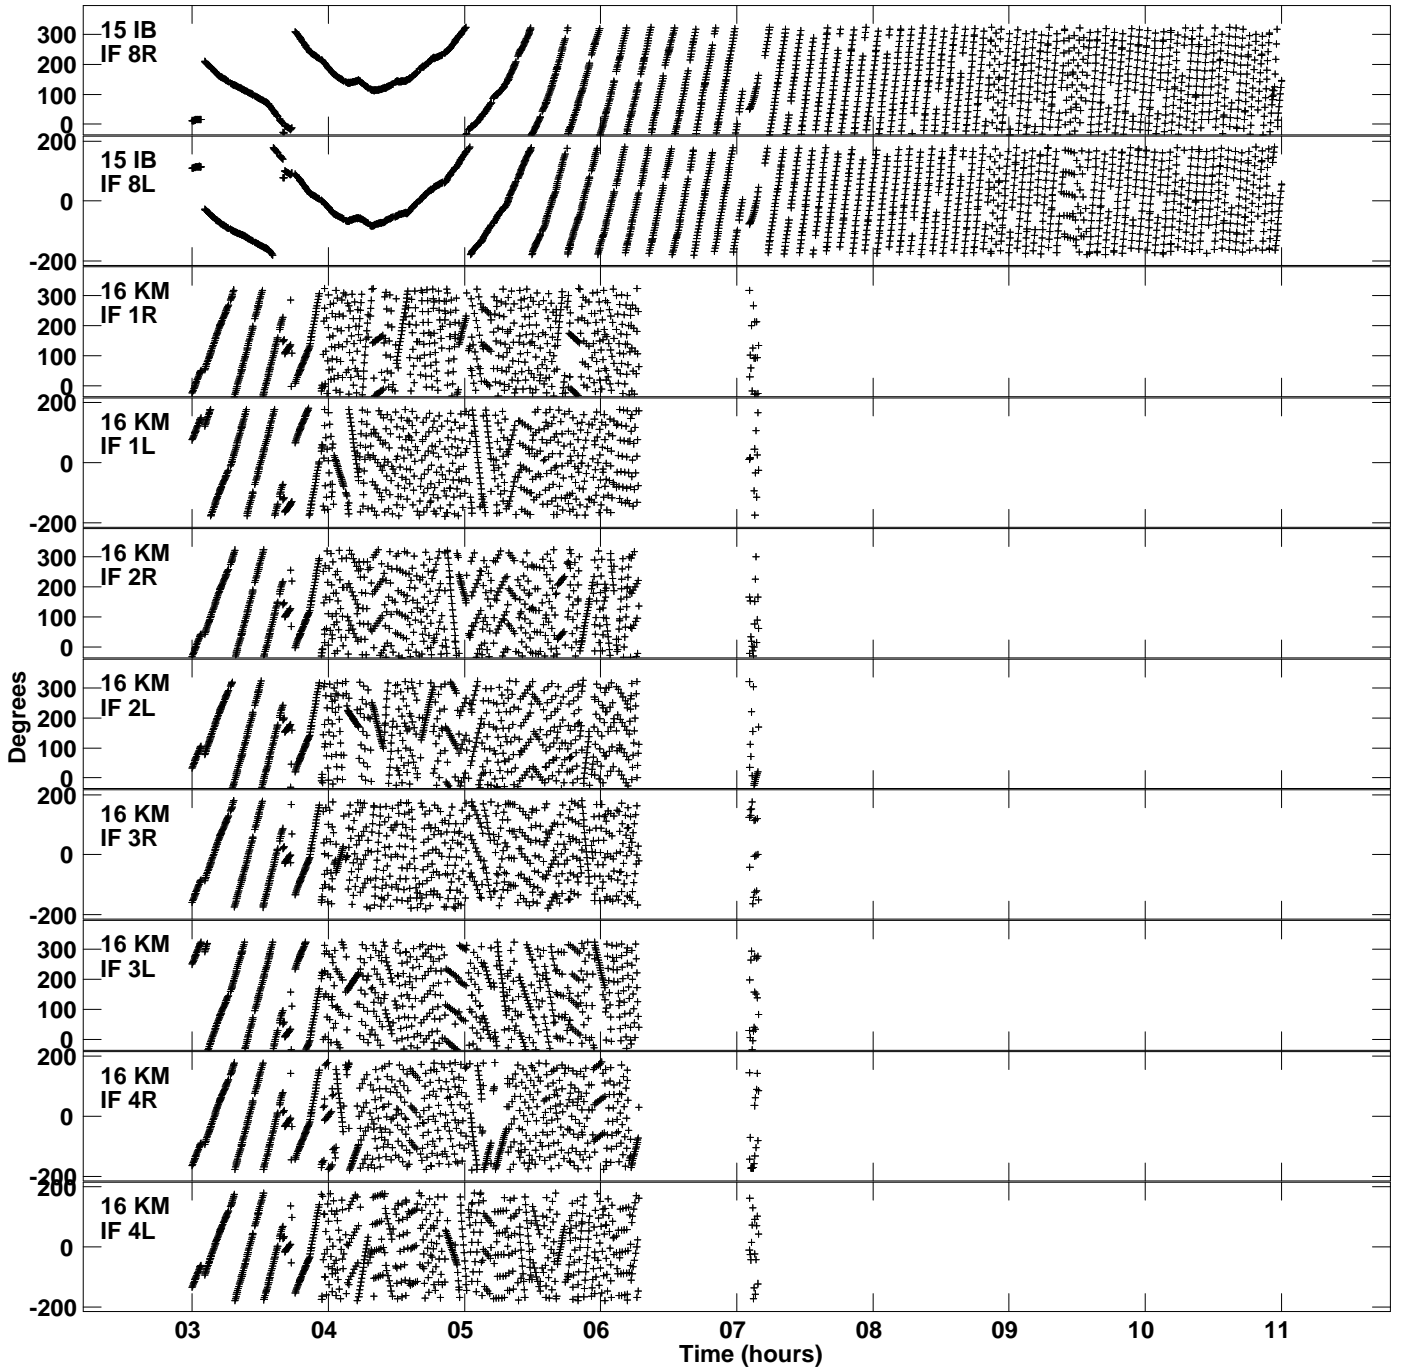 15 IB
IF 8R
300
200
100
0
15 IB
IF 8L
200
0
-200
16 KM
IF 1R
300
200
100
0
16 KM
IF 1L
200
0
-200
16 KM
IF 2R
300
200
100
0
16 KM
IF 2L
300
200
100
0
16 KM
IF 3R
200
0
-200
16 KM
IF 3L
300
200
100
0
16 KM
IF 4R
200
0
-200
16 KM
IF 4L
200
0
-200
Degrees
03 04 05 06 07 08 09 10 11
Time (hours)